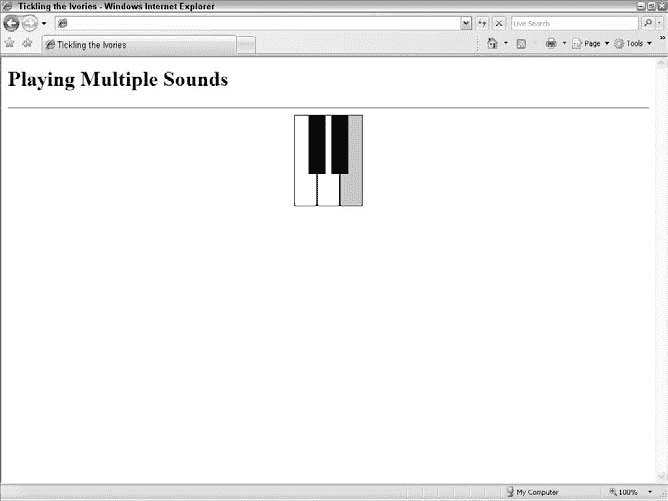 Tickling the Ivories - Windows Internet Explorer
Live Search
Tickling the Ivories
Page
Tools
Playing Multiple Sounds
My Computer
100%